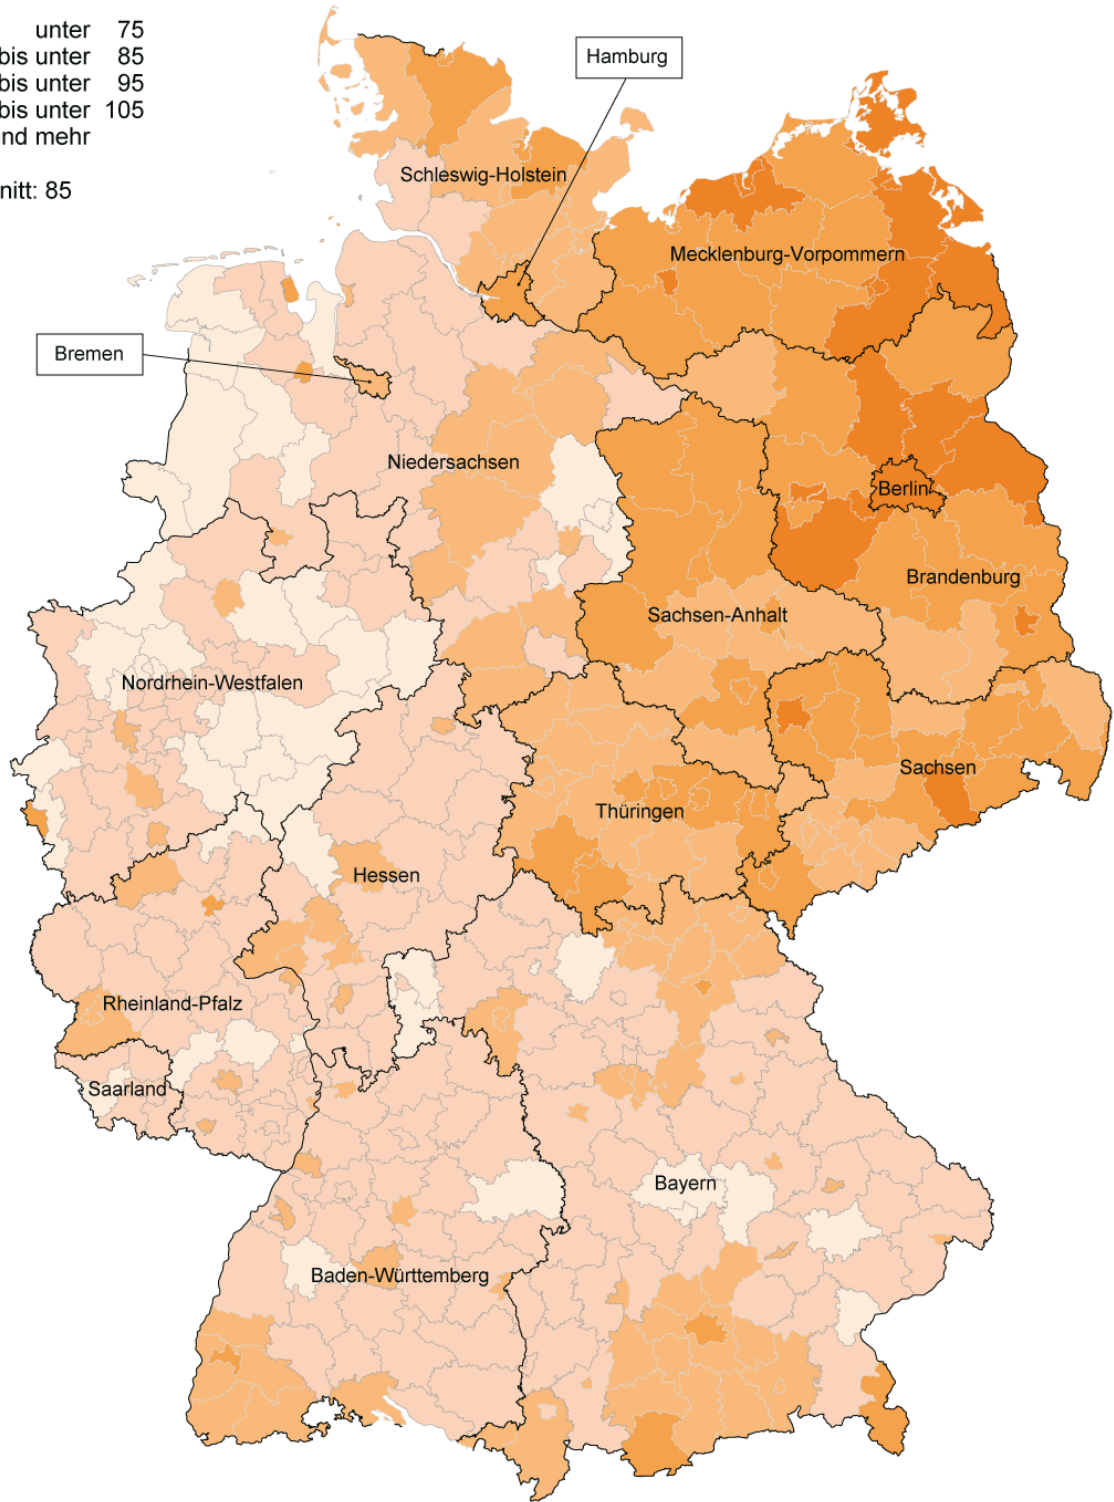 unter 75
bis unter 85
bis unter 95
bis unter 105
nd mehr
nitt: 85
Hamburg
Schleswig-Holstein
Mecklenburg-Vorpommern
Bremen
Niedersachsen
Berlin
Brandenburg
Sachsen-Anhalt
Nordrhein-Westfalen
Sachsen
Thüringen
Hessen
Rheinland-Pfalz
Saarland
Bayern
Baden-Württemberg